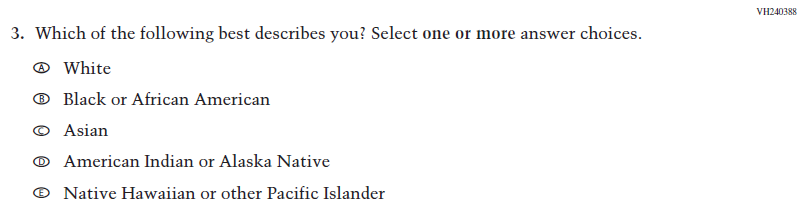 VH240388
3. Which of the following best describes you? Select one or more answer choices.
A White
B Black or African American
C Asian
D American Indian or Alaska Native
E Native Hawaiian or other Pacific Islander